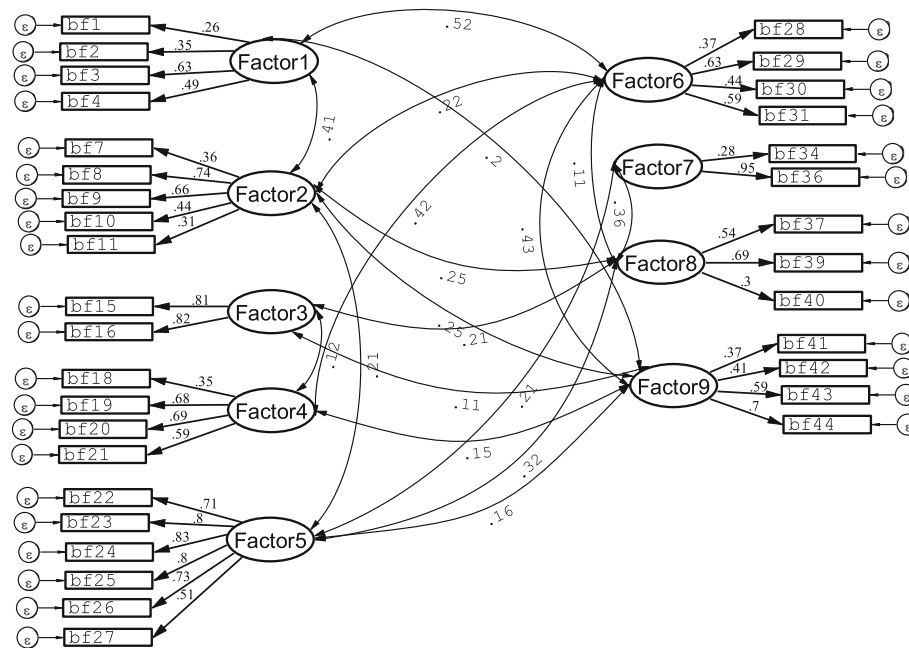 ε bf1 .26
ε bf2 .35
ε bf3 .63
ε bf4 .49
Factor1
ε bf7 .36
ε bf8 .74
ε bf9 .66
ε bf10 .44
ε bf11 .31
Factor2
ε bf15 .81
ε bf16 .82
Factor3
ε bf18 .35
ε bf19 .68
ε bf20 .69
ε bf21 .59
Factor4
ε bf22 .71
ε bf23 .8
ε bf24 .83
ε bf25 .8
ε bf26 .73
ε bf27 .51
Factor5
.52
.41
.22
.2
.11
.42
.43
.36
.25
.25
.21
.12
.21
.11
.21
.15
.32
.16
Factor6
.37 bf28 ε
.63 bf29 ε
.44 bf30 ε
.59 bf31 ε
Factor7
.28 bf34 ε
.95 bf36 ε
Factor8
.54 bf37 ε
.69 bf39 ε
.3 bf40 ε
Factor9
.37 bf41 ε
.41 bf42 ε
.59 bf43 ε
.7 bf44 ε